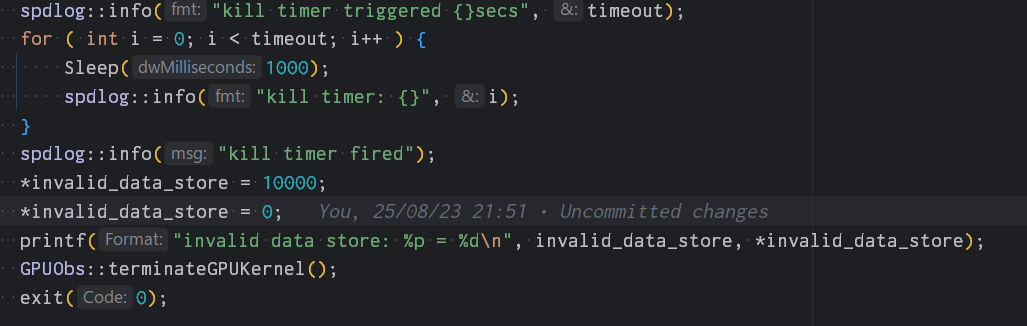 spdlog::info( fmt: "kill timer triggered {}secs", &: timeout);
for ( int i = 0; i < timeout; i++ ) {
Sleep( dwMilliseconds: 1000);
spdlog::info( fmt: "kill timer: {}", &: i);
}
spdlog::info( msg: "kill timer fired");
*invalid_data_store = 10000;
*invalid_data_store = 0; You, 25/08/23 21:51 • Uncommitted changes
printf( Format: "invalid data store: %p = %d\n", invalid_data_store, *invalid_data_store);
GPUObs::terminateGPUKernel();
exit( Code: 0);